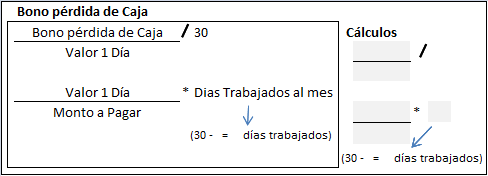 Bono pérdida de Caja
Bono pérdida de Caja / 30
Valor 1 Día
Valor 1 Día * Dias Trabajados al mes
Monto a Pagar
(30 - = días trabajados)
Cálculos
/
*
(30 - = días trabajados)